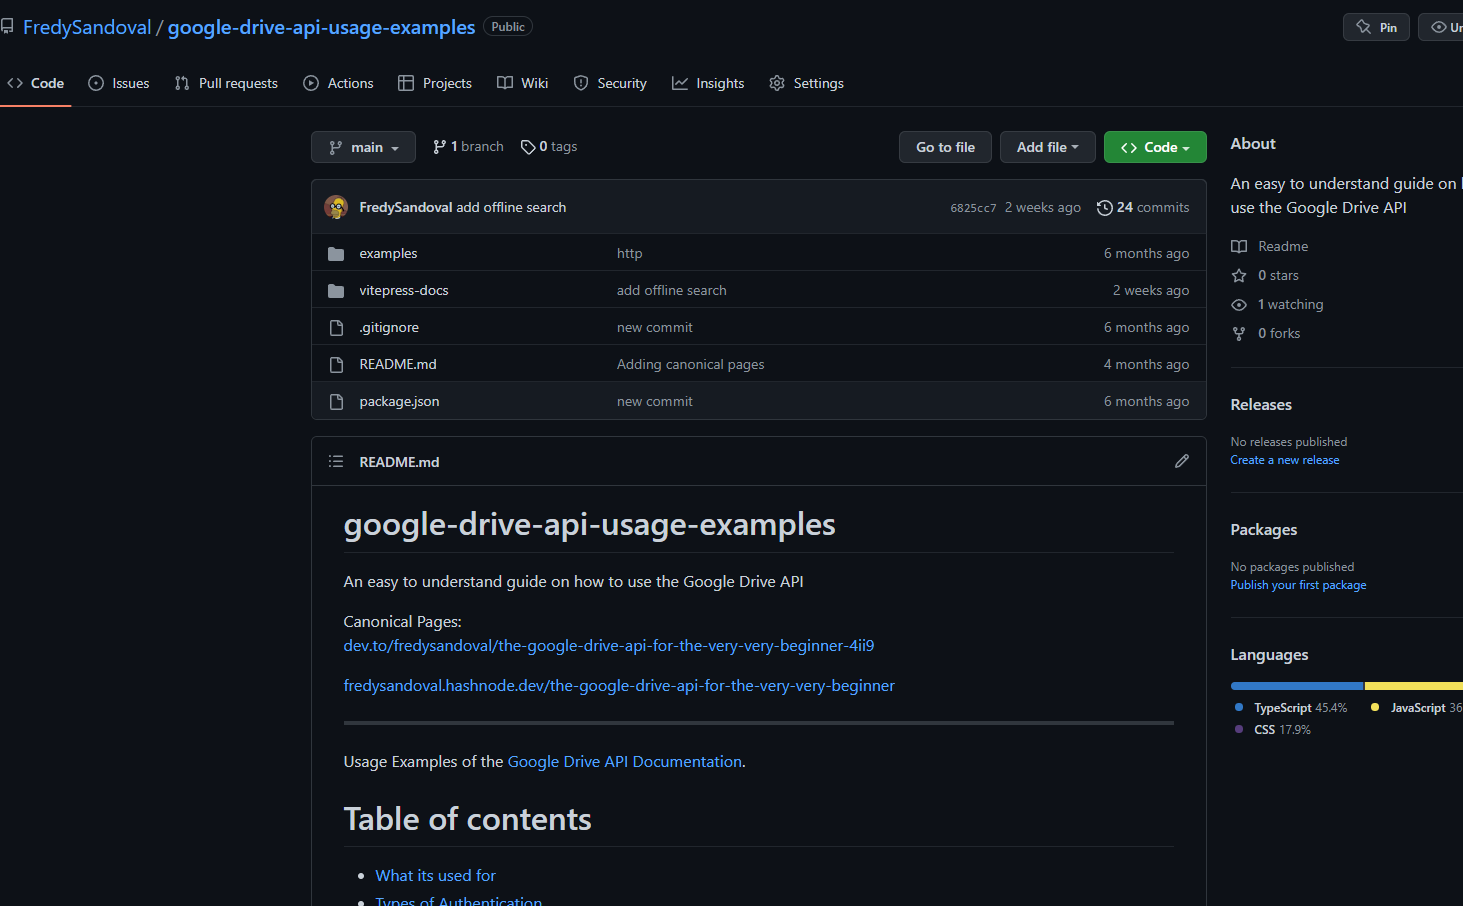 FredySandoval / google-drive-api-usage-examples Public
Pin
Code Issues Pull requests Actions Projects Wiki Security Insights Settings
main 1 branch 0 tags Go to file Add file Code
FredySandoval add offline search 6825cc7 2 weeks ago 24 commits
examples http 6 months ago
vitepress-docs add offline search 2 weeks ago
.gitignore new commit 6 months ago
README.md Adding canonical pages 4 months ago
package.json new commit 6 months ago
README.md
google-drive-api-usage-examples
An easy to understand guide on how to use the Google Drive API
Canonical Pages:
dev.to/fredysandoval/the-google-drive-api-for-the-very-very-beginner-4ii9
fredysandoval.hashnode.dev/the-google-drive-api-for-the-very-very-beginner
Usage Examples of the Google Drive API Documentation.
Table of contents
What its used for
Types of Authentication
About
An easy to understand guide on
use the Google Drive API
Readme
0 stars
1 watching
0 forks
Releases
No releases published
Create a new release
Packages
No packages published
Publish your first package
Languages
TypeScript 45.4% JavaScript 36
CSS 17.9%